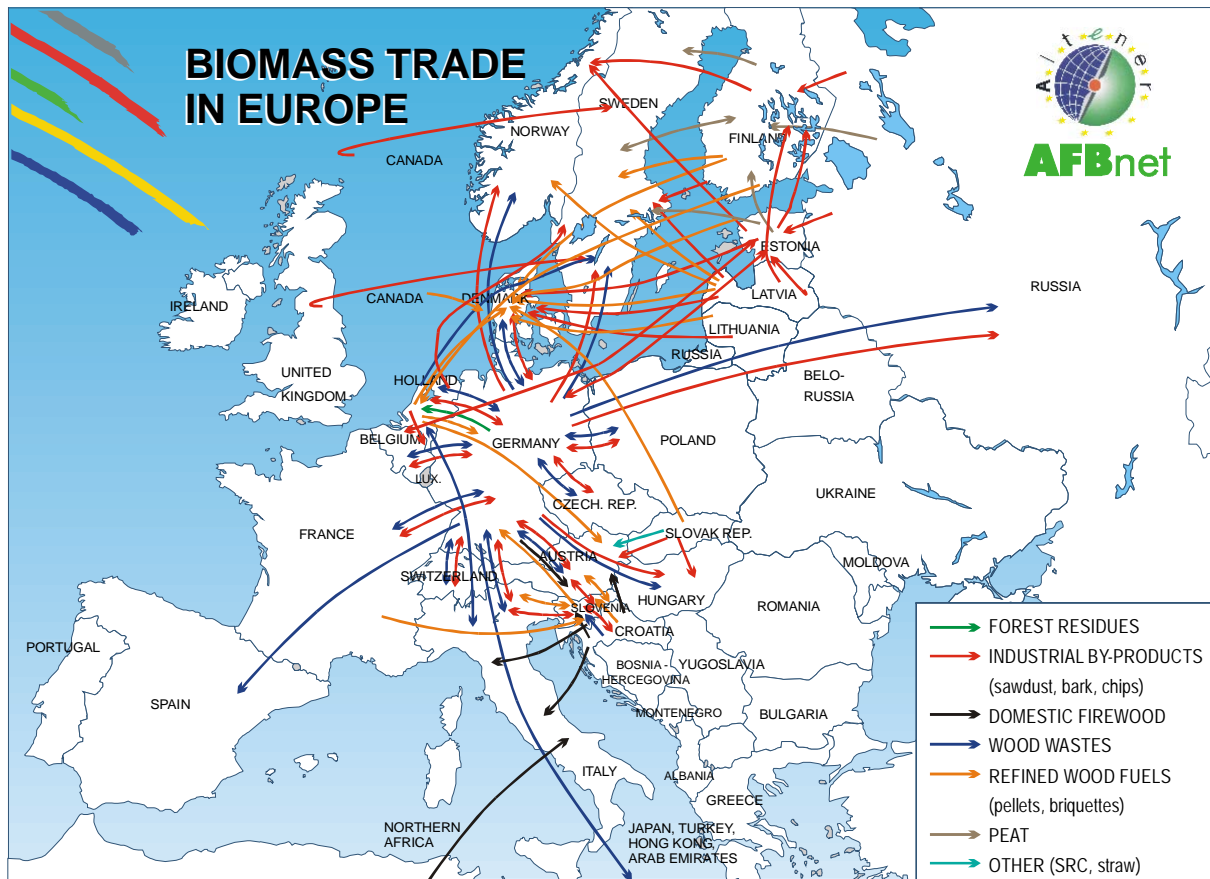 BIOMASS TRADE
IN EUROPE
Altener
AFBnet
SWEDEN
NORWAY
FINLAND
CANADA
ESTONIA
RUSSIA
IRELAND
CANADA
DENMARK
LATVIA
LITHUANIA
RUSSIA
UNITED
KINGDOM
HOLLAND
BELO-
RUSSIA
BELGIUM
GERMANY
POLAND
LUX.
CZECH. REP.
UKRAINE
FRANCE
SLOVAK REP.
AUSTRIA
SWITZERLAND
MOLDOVA
HUNGARY
ROMANIA
SLOVENIA
CROATIA
PORTUGAL
BOSNIA -
HERCEGOVINA
YUGOSLAVIA
SPAIN
MONTENEGRO
BULGARIA
ITALY
ALBANIA
GREECE
NORTHERN
AFRICA
JAPAN, TURKEY,
HONG KONG,
ARAB EMIRATES
FOREST RESIDUES
INDUSTRIAL BY-PRODUCTS
(sawdust, bark, chips)
DOMESTIC FIREWOOD
WOOD WASTES
REFINED WOOD FUELS
(pellets, briquettes)
PEAT
OTHER (SRC, straw)